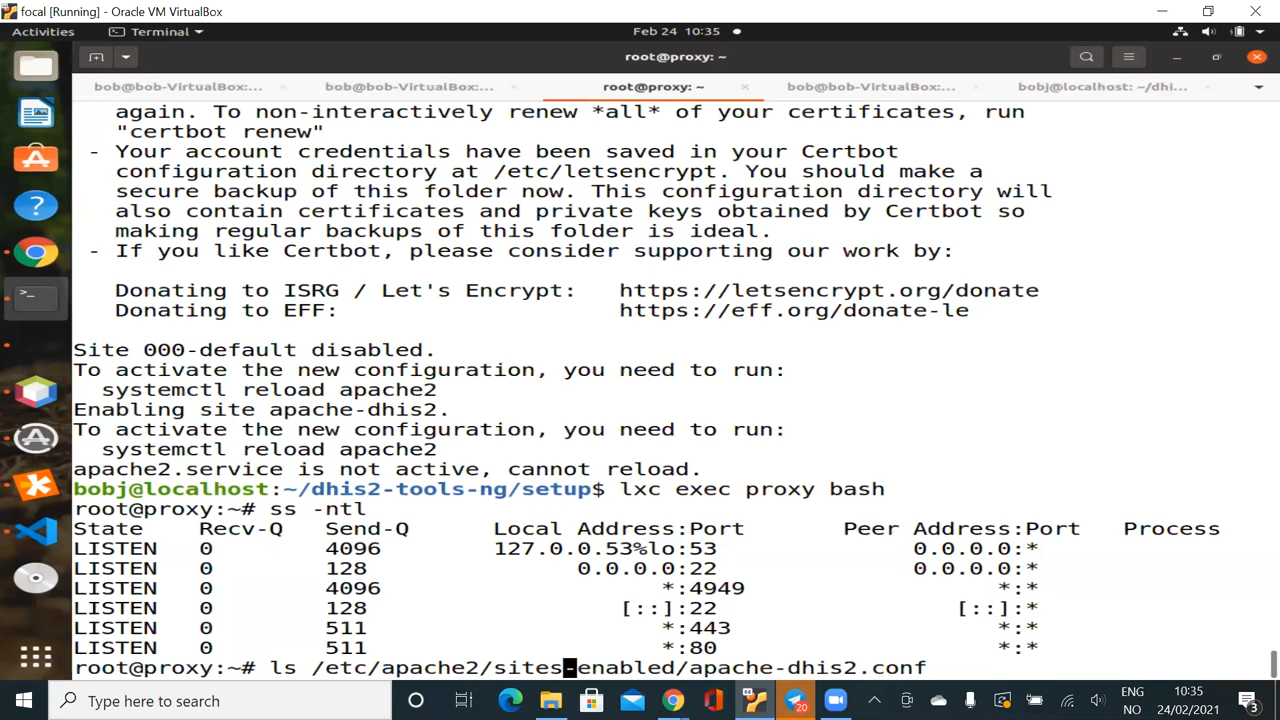 focal [Running] - Oracle VM VirtualBox
Activities Terminal Feb 24 10:35
root@proxy: ~
bob@bob-VirtualBox:... bob@bob-VirtualBox:... root@proxy: ~ bob@bob-VirtualBox:... bobj@localhost: ~/dhi...
again. To non-interactively renew *all* of your certificates, run
"certbot renew"
- Your account credentials have been saved in your Certbot
configuration directory at /etc/letsencrypt. You should make a
secure backup of this folder now. This configuration directory will
also contain certificates and private keys obtained by Certbot so
making regular backups of this folder is ideal.
- If you like Certbot, please consider supporting our work by:
Donating to ISRG / Let's Encrypt: https://letsencrypt.org/donate
Donating to EFF: https://eff.org/donate-le
Site 000-default disabled.
To activate the new configuration, you need to run:
systemctl reload apache2
Enabling site apache-dhis2.
To activate the new configuration, you need to run:
systemctl reload apache2
apache2.service is not active, cannot reload.
bobj@localhost:~/dhis2-tools-ng/setup$ lxc exec proxy bash
root@proxy:~# ss -ntl
State Recv-Q Send-Q Local Address:Port Peer Address:Port Process
LISTEN 0 4096 127.0.0.53%lo:53 0.0.0.0:*
LISTEN 0 128 0.0.0.0:22 0.0.0.0:*
LISTEN 0 4096 *:4949 *:*
LISTEN 0 128 [::]:22 [::]:*
LISTEN 0 511 *:443 *:*
LISTEN 0 511 *:80 *:*
root@proxy:~# ls /etc/apache2/sites-enabled/apache-dhis2.conf
Type here to search 20 ENG 10:35
NO 24/02/2021 3